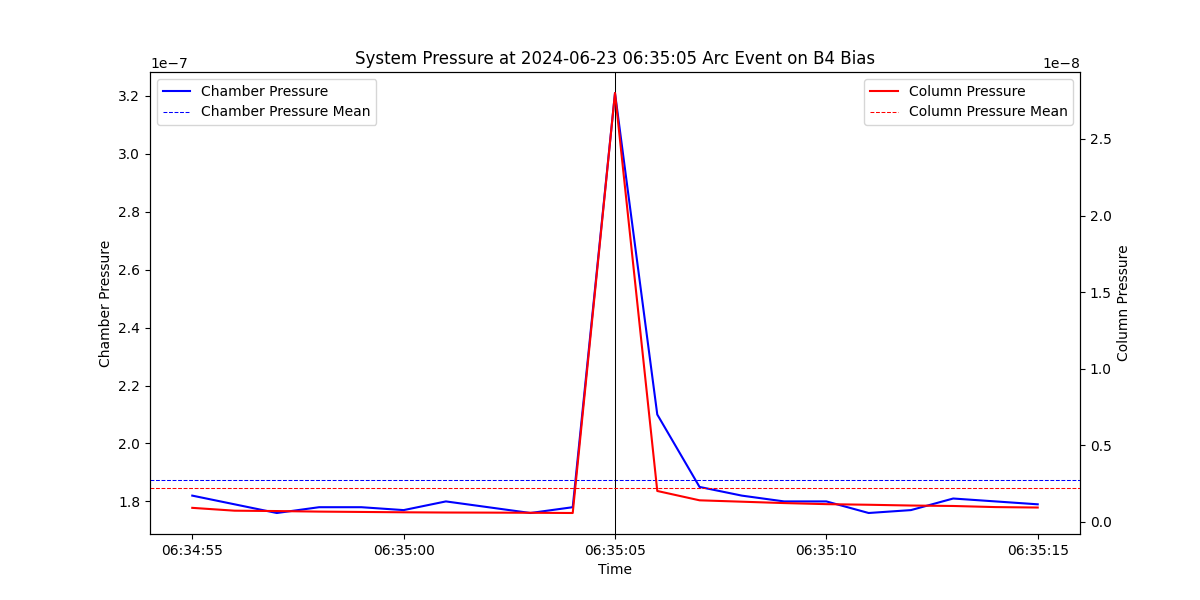 System Pressure at 2024-06-23 06:35:05 Arc Event on B4 Bias
1e−7
1e−8
Chamber Pressure
Chamber Pressure Mean
Column Pressure
Column Pressure Mean
3.2
3.0
2.8
2.6
2.4
2.2
2.0
1.8
Chamber Pressure
2.5
2.0
1.5
1.0
0.5
0.0
Column Pressure
06:34:55
06:35:00
06:35:05
06:35:10
06:35:15
Time